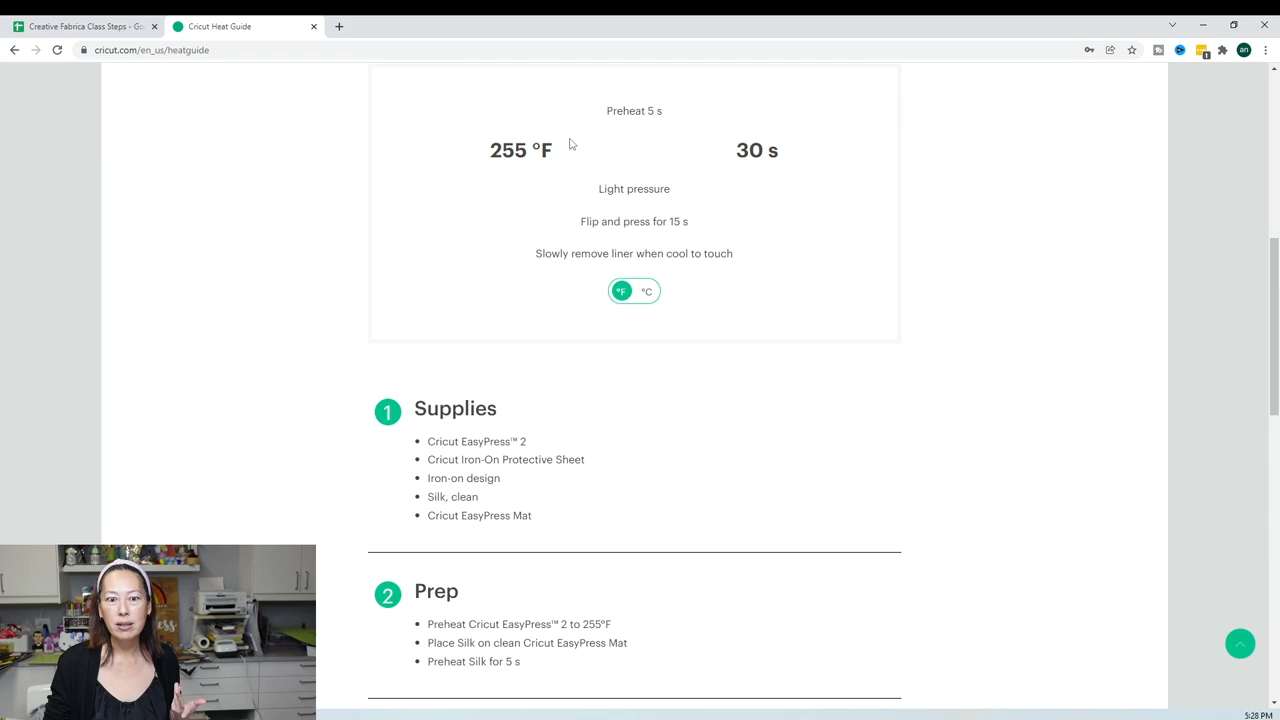 Creative Fabrica Class Steps - Go
Cricut Heat Guide
cricut.com/en_us/heatguide
1
an
Preheat 5 s
255 °F
30 s
Light pressure
Flip and press for 15 s
Slowly remove liner when cool to touch
°F
°C
1 Supplies
Cricut EasyPress™ 2
Cricut Iron-On Protective Sheet
Iron-on design
Silk, clean
Cricut EasyPress Mat
2 Prep
Preheat Cricut EasyPress™ 2 to 255°F
Place Silk on clean Cricut EasyPress Mat
Preheat Silk for 5 s
5:28 PM